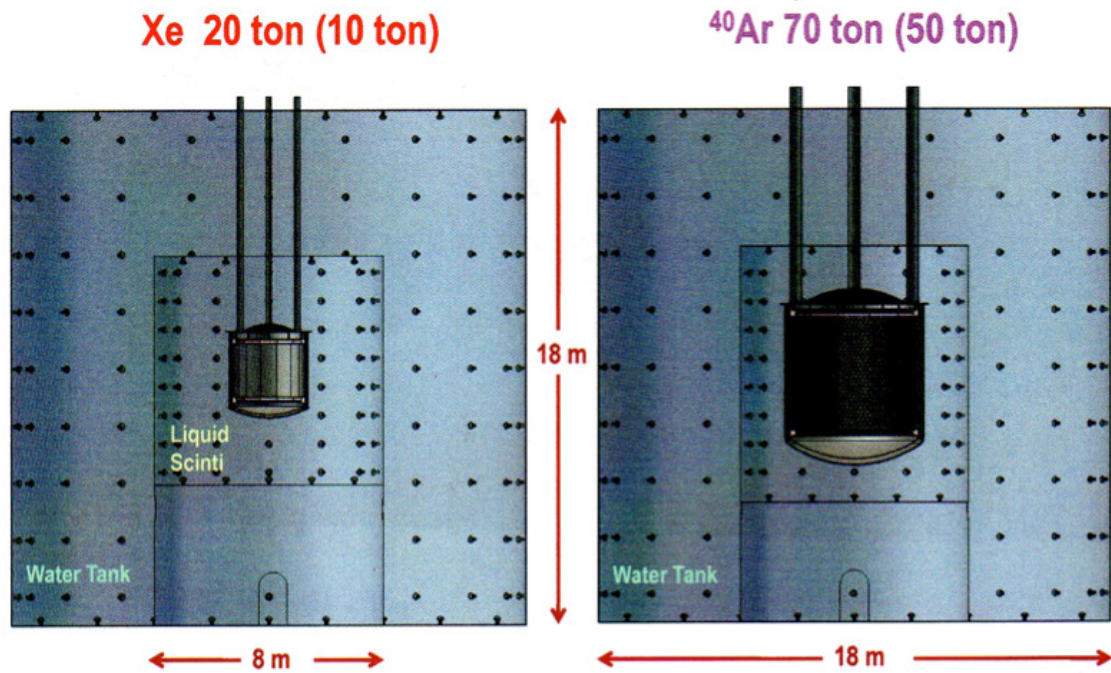 Xe 20 ton (10 ton)
⁴⁰Ar 70 ton (50 ton)
18 m
Liquid
Scinti
Water Tank
Water Tank
8 m
18 m